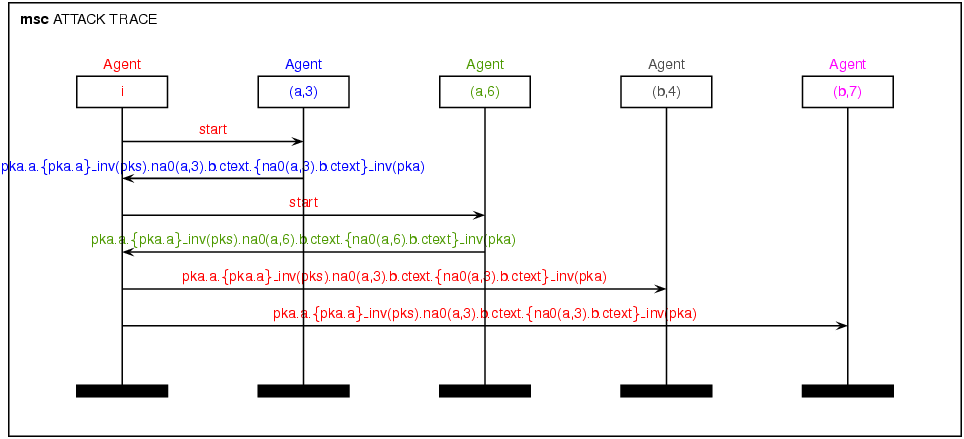 msc ATTACK TRACE
Agent Agent Agent Agent Agent
i (a,3) (a,6) (b,4) (b,7)
start
pka.a.{pka.a}_inv(pks).na0(a,3).b.ctext.{na0(a,3).b.ctext}_inv(pka)
start
pka.a.{pka.a}_inv(pks).na0(a,6).b.ctext.{na0(a,6).b.ctext}_inv(pka)
pka.a.{pka.a}_inv(pks).na0(a,3).b.ctext.{na0(a,3).b.ctext}_inv(pka)
pka.a.{pka.a}_inv(pks).na0(a,3).b.ctext.{na0(a,3).b.ctext}_inv(pka)